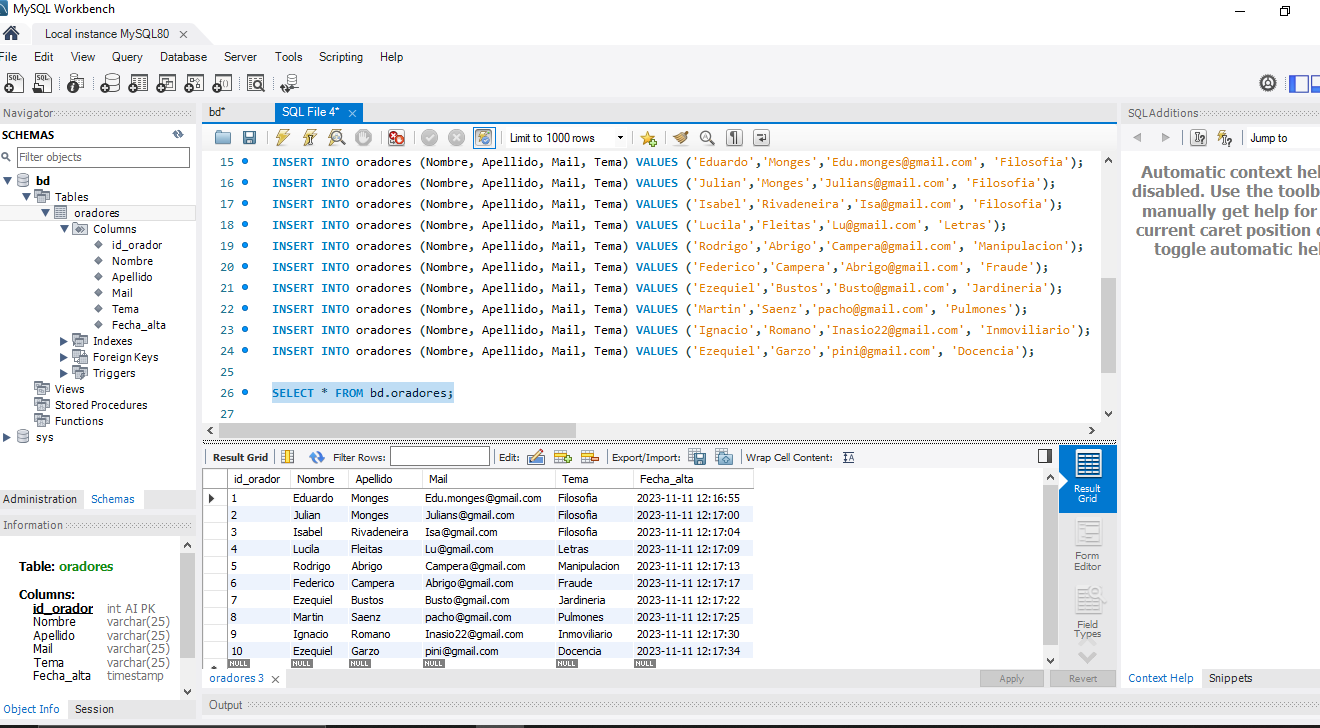 MySQL Workbench
Local instance MySQL80
File Edit View Query Database Server Tools Scripting Help
Navigator
SCHEMAS
Filter objects
bd
Tables
oradores
Columns
id_orador
Nombre
Apellido
Mail
Tema
Fecha_alta
Indexes
Foreign Keys
Triggers
Views
Stored Procedures
Functions
sys
Administration Schemas
Information
Table: oradores
Columns:
id_orador int AI PK
Nombre varchar(25)
Apellido varchar(25)
Mail varchar(25)
Tema varchar(25)
Fecha_alta timestamp
Object Info Session
bd* SQL File 4*
Limit to 1000 rows
15 INSERT INTO oradores (Nombre, Apellido, Mail, Tema) VALUES ('Eduardo','Monges','Edu.monges@gmail.com', 'Filosofia');
16 INSERT INTO oradores (Nombre, Apellido, Mail, Tema) VALUES ('Julian','Monges','Julians@gmail.com', 'Filosofia');
17 INSERT INTO oradores (Nombre, Apellido, Mail, Tema) VALUES ('Isabel','Rivadeneira','Isa@gmail.com', 'Filosofia');
18 INSERT INTO oradores (Nombre, Apellido, Mail, Tema) VALUES ('Lucila','Fleitas','Lu@gmail.com', 'Letras');
19 INSERT INTO oradores (Nombre, Apellido, Mail, Tema) VALUES ('Rodrigo','Abrigo','Campera@gmail.com', 'Manipulacion');
20 INSERT INTO oradores (Nombre, Apellido, Mail, Tema) VALUES ('Federico','Campera','Abrigo@gmail.com', 'Fraude');
21 INSERT INTO oradores (Nombre, Apellido, Mail, Tema) VALUES ('Ezequiel','Bustos','Busto@gmail.com', 'Jardineria');
22 INSERT INTO oradores (Nombre, Apellido, Mail, Tema) VALUES ('Martin','Saenz','pacho@gmail.com', 'Pulmones');
23 INSERT INTO oradores (Nombre, Apellido, Mail, Tema) VALUES ('Ignacio','Romano','Inasio22@gmail.com', 'Inmoviliario');
24 INSERT INTO oradores (Nombre, Apellido, Mail, Tema) VALUES ('Ezequiel','Garzo','pini@gmail.com', 'Docencia');
25
26 SELECT * FROM bd.oradores;
27
Result Grid Filter Rows: Edit: Export/Import: Wrap Cell Content:
id_orador Nombre Apellido Mail Tema Fecha_alta
1 Eduardo Monges Edu.monges@gmail.com Filosofia 2023-11-11 12:16:55
2 Julian Monges Julians@gmail.com Filosofia 2023-11-11 12:17:00
3 Isabel Rivadeneira Isa@gmail.com Filosofia 2023-11-11 12:17:04
4 Lucila Fleitas Lu@gmail.com Letras 2023-11-11 12:17:09
5 Rodrigo Abrigo Campera@gmail.com Manipulacion 2023-11-11 12:17:13
6 Federico Campera Abrigo@gmail.com Fraude 2023-11-11 12:17:17
7 Ezequiel Bustos Busto@gmail.com Jardineria 2023-11-11 12:17:22
8 Martin Saenz pacho@gmail.com Pulmones 2023-11-11 12:17:25
9 Ignacio Romano Inasio22@gmail.com Inmoviliario 2023-11-11 12:17:30
10 Ezequiel Garzo pini@gmail.com Docencia 2023-11-11 12:17:34
NULL NULL NULL NULL NULL NULL
Result
Grid
Form
Editor
Field
Types
oradores 3 Apply Revert
Output
SQLAdditions
Jump to
Automatic context hel
disabled. Use the toolb
manually get help for
current caret position o
toggle automatic hel
Context Help Snippets